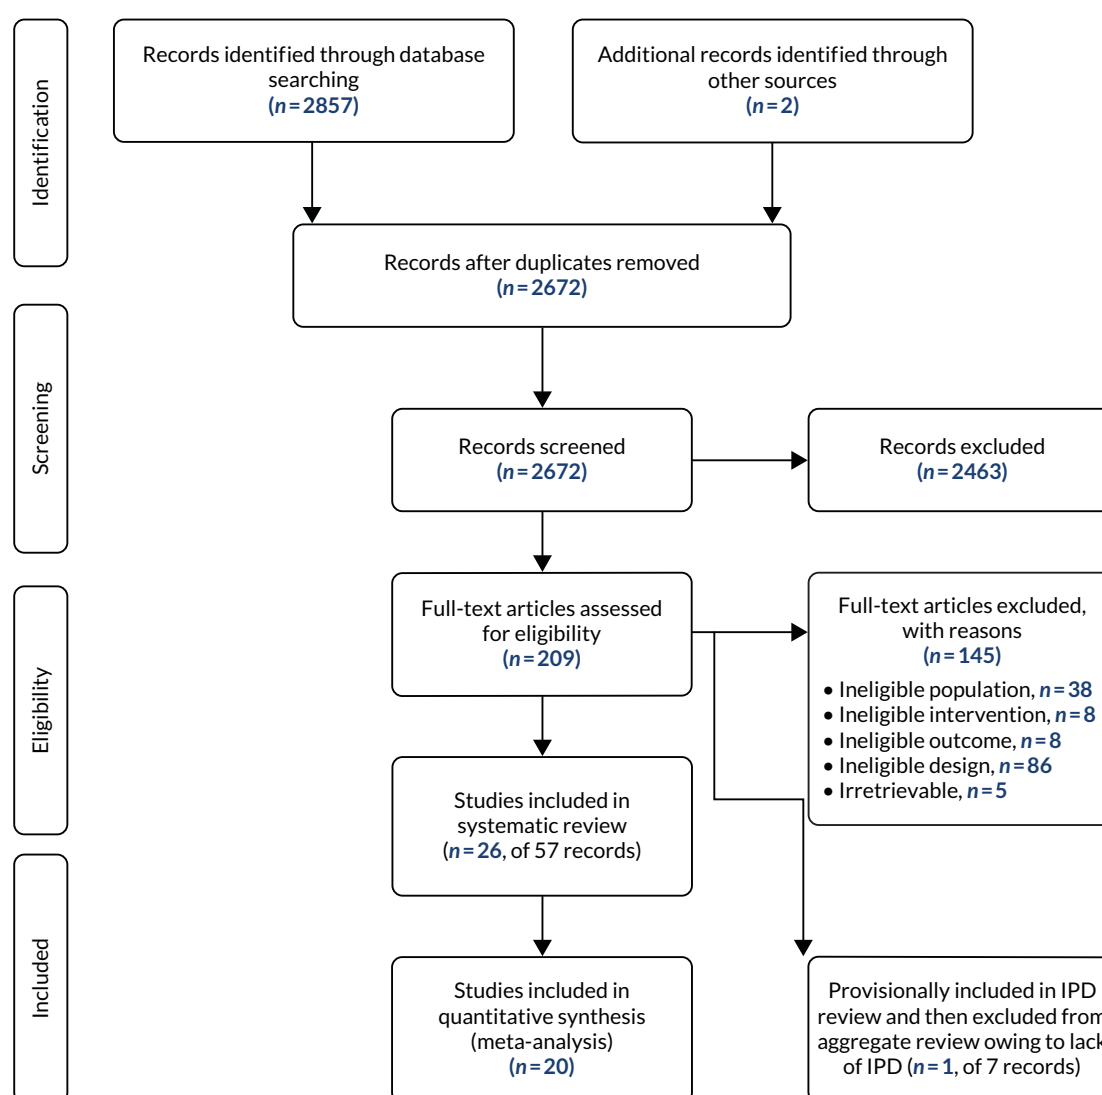 Identification
Records identified through database
searching
(n=2857)
Additional records identified through
other sources
(n=2)
Records after duplicates removed
(n=2672)
Screening
Records screened
(n=2672)
Records excluded
(n=2463)
Eligibility
Full-text articles assessed
for eligibility
(n=209)
Full-text articles excluded,
with reasons
(n=145)
• Ineligible population, n=38
• Ineligible intervention, n=8
• Ineligible outcome, n=8
• Ineligible design, n=86
• Irretrievable, n=5
Studies included in
systematic review
(n=26, of 57 records)
Included
Studies included in
quantitative synthesis
(meta-analysis)
(n=20)
Provisionally included in IPD
review and then excluded from
aggregate review owing to lack
of IPD (n=1, of 7 records)